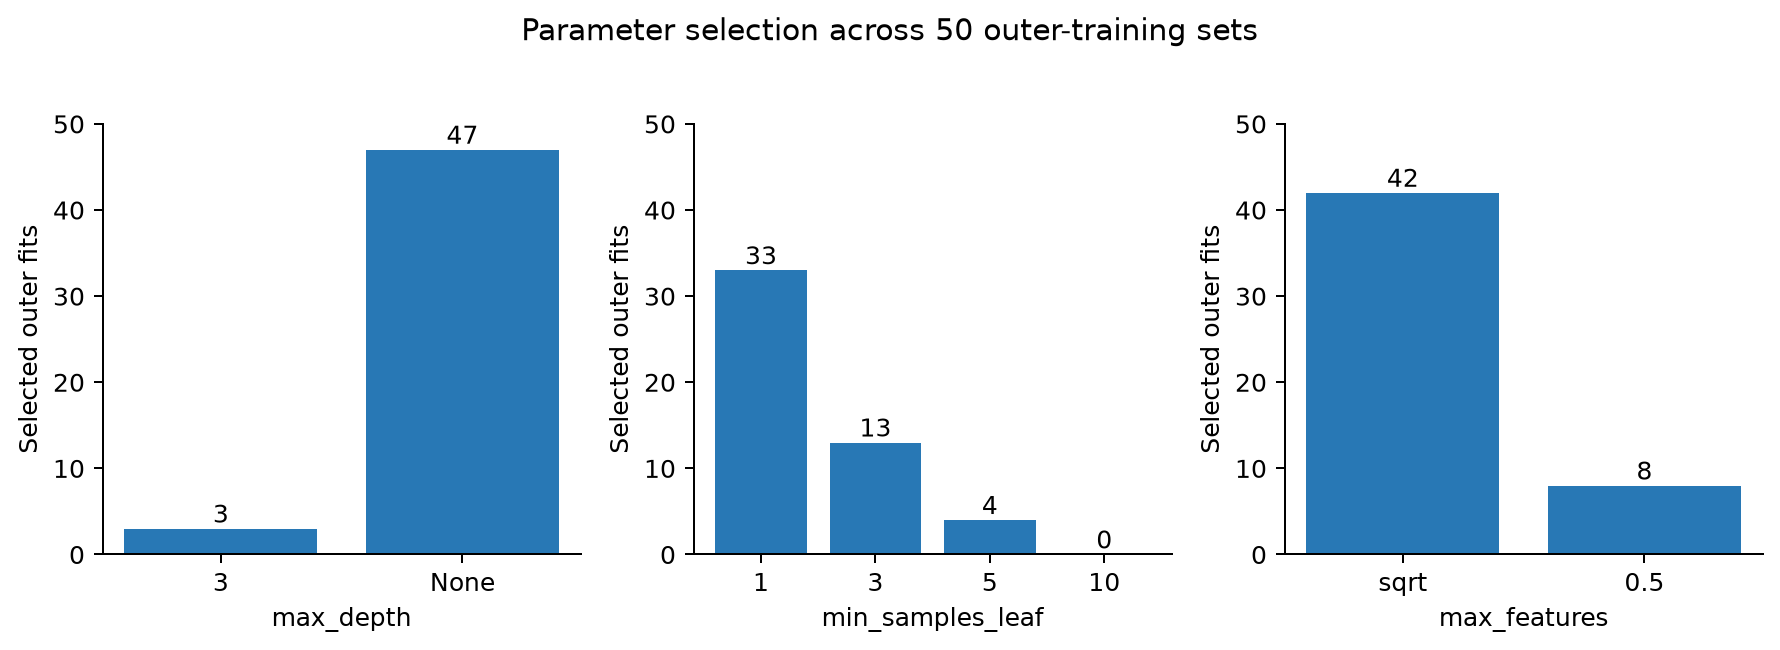 Parameter selection across 50 outer-training sets
Selected outer fits
50
40
30
20
10
0
3
47
3 None
max_depth
Selected outer fits
50
40
30
20
10
0
33
13
4
0
1 3 5 10
min_samples_leaf
Selected outer fits
50
40
30
20
10
0
42
8
sqrt 0.5
max_features